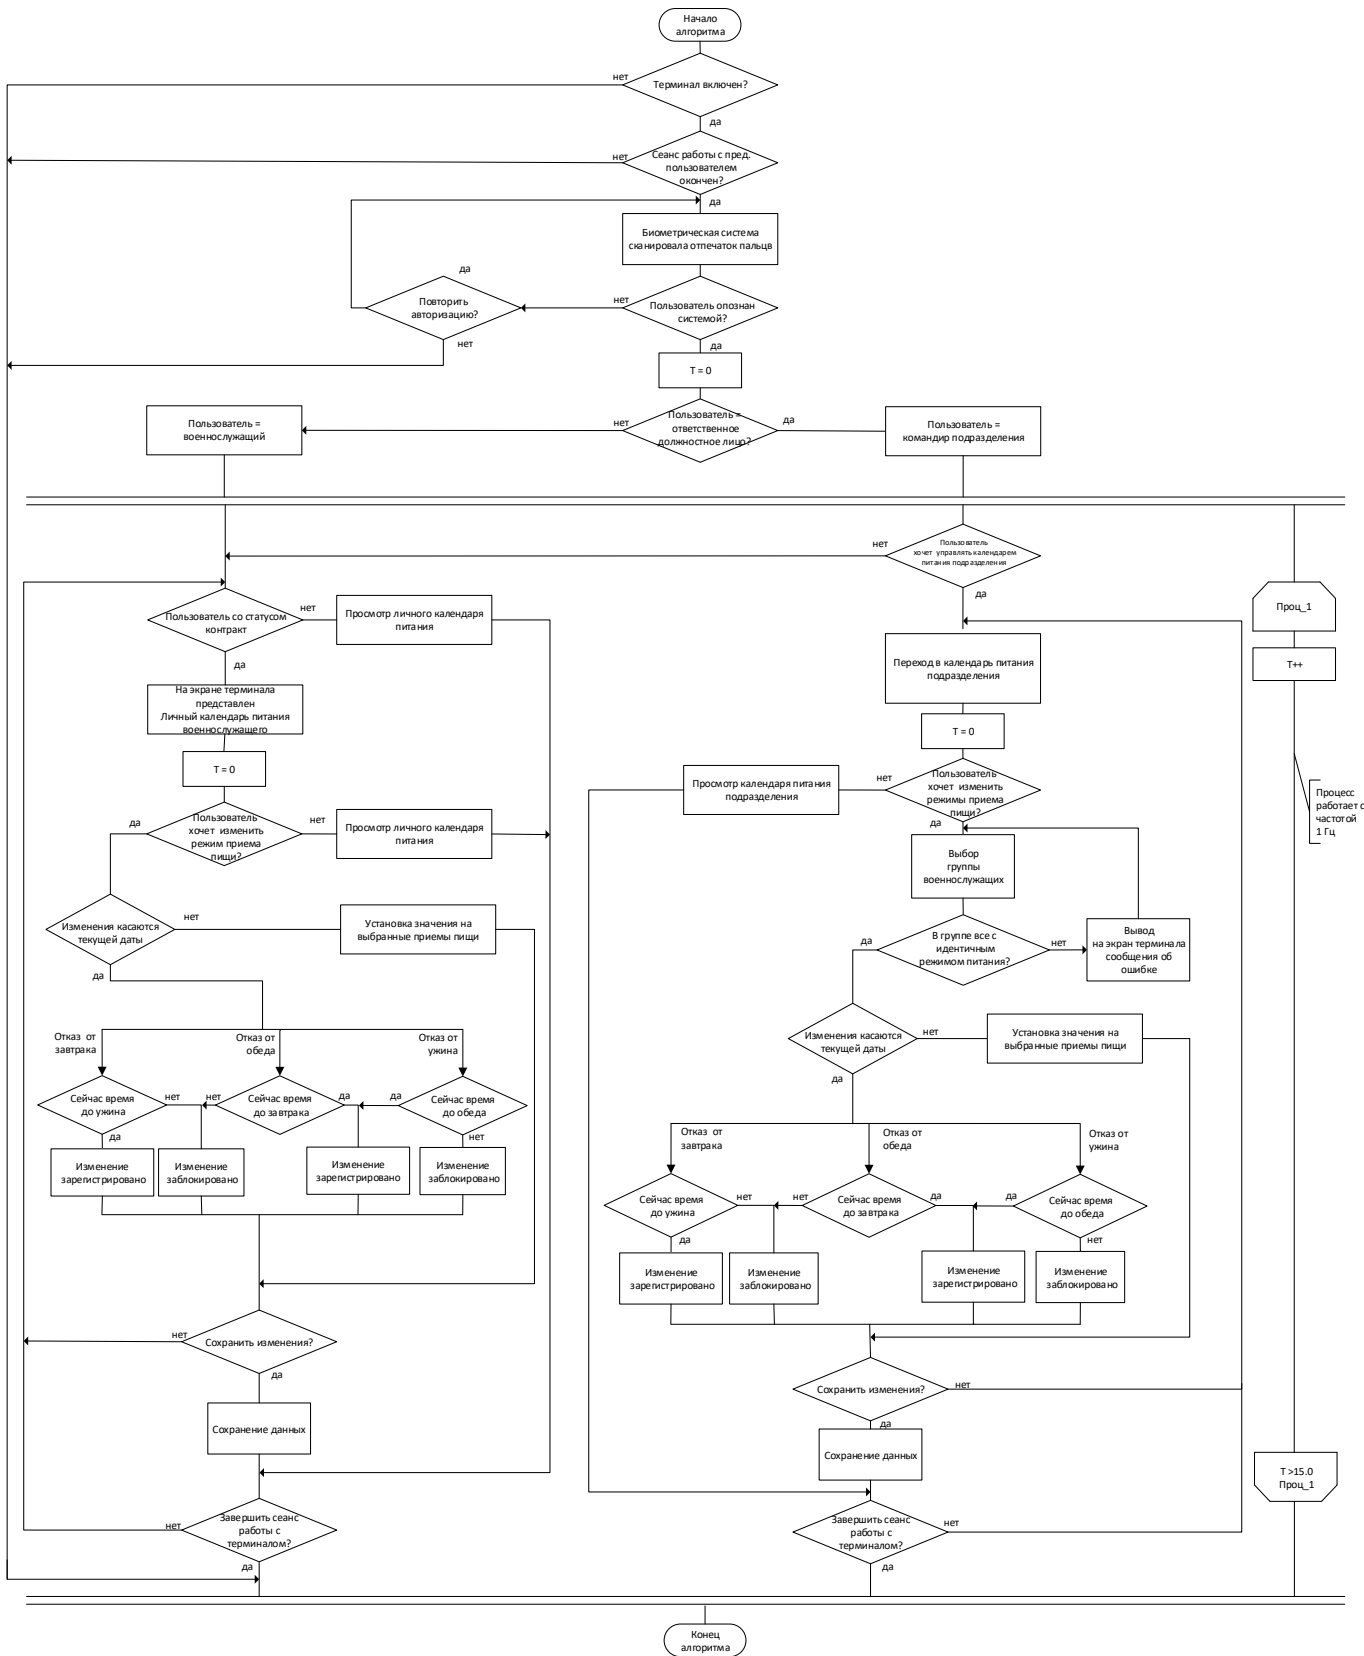 Начало
алгоритма
нет
Терминал включен?
да
нет
Сеанс работы с пред.
пользователем
окончен?
да
Биометрическая система
сканировала отпечаток пальцв
да
Повторить
авторизацию?
нет
нет
Пользователь опознан
системой?
да
T = 0
Пользователь =
военнослужащий
нет
Пользователь =
ответственное
должностное лицо?
да
Пользователь =
командир подразделения
нет
Пользователь
хочет управлять календарем
питания подразделения
да
Пользователь со статусом
контракт
нет
Просмотр личного календаря
питания
да
На экране терминала
представлен
Личный календарь питания
военнослужащего
T = 0
да
Пользователь
хочет изменить
режим приема
пищи?
нет
Просмотр личного календаря
питания
Изменения касаются
текущей даты
нет
Установка значения на
выбранные приемы пищи
да
Отказ от
завтрака
Отказ от
обеда
Отказ от
ужина
Сейчас время
до ужина
нет
нет
Сейчас время
до завтрака
да
да
Сейчас время
до обеда
да
нет
Изменение
зарегистрировано
Изменение
заблокировано
Изменение
зарегистрировано
Изменение
заблокировано
нет
Сохранить изменения?
да
Сохранение данных
нет
Завершить сеанс
работы с
терминалом?
да
Переход в календарь питания
подразделения
T = 0
Просмотр календаря питания
подразделения
нет
Пользователь
хочет изменить
режимы приема
пищи?
да
Выбор
группы
военнослужащих
да
В группе все с
идентичным
режимом питания?
нет
Вывод
на экран терминала
сообщения об
ошибке
Изменения касаются
текущей даты
нет
Установка значения на
выбранные приемы пищи
да
Отказ от
завтрака
Отказ от
обеда
Отказ от
ужина
Сейчас время
до ужина
нет
нет
Сейчас время
до завтрака
да
да
Сейчас время
до обеда
да
нет
Изменение
зарегистрировано
Изменение
заблокировано
Изменение
зарегистрировано
Изменение
заблокировано
Сохранить изменения?
нет
да
Сохранение данных
Завершить сеанс
работы с
терминалом?
нет
да
Проц_1
T++
Процесс
работает с
частотой
1 Гц
T >15.0
Проц_1
Конец
алгоритма